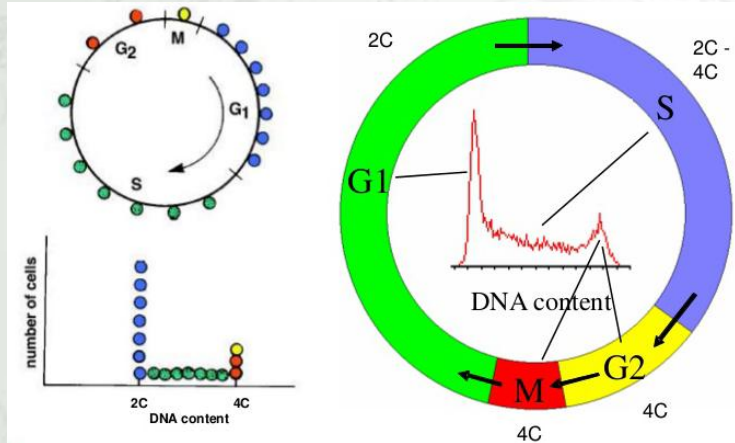 M
G2
G1
S
number of cells
2C
4C
DNA content
2C
2C -
4C
S
G1
DNA content
G2
M
4C
4C